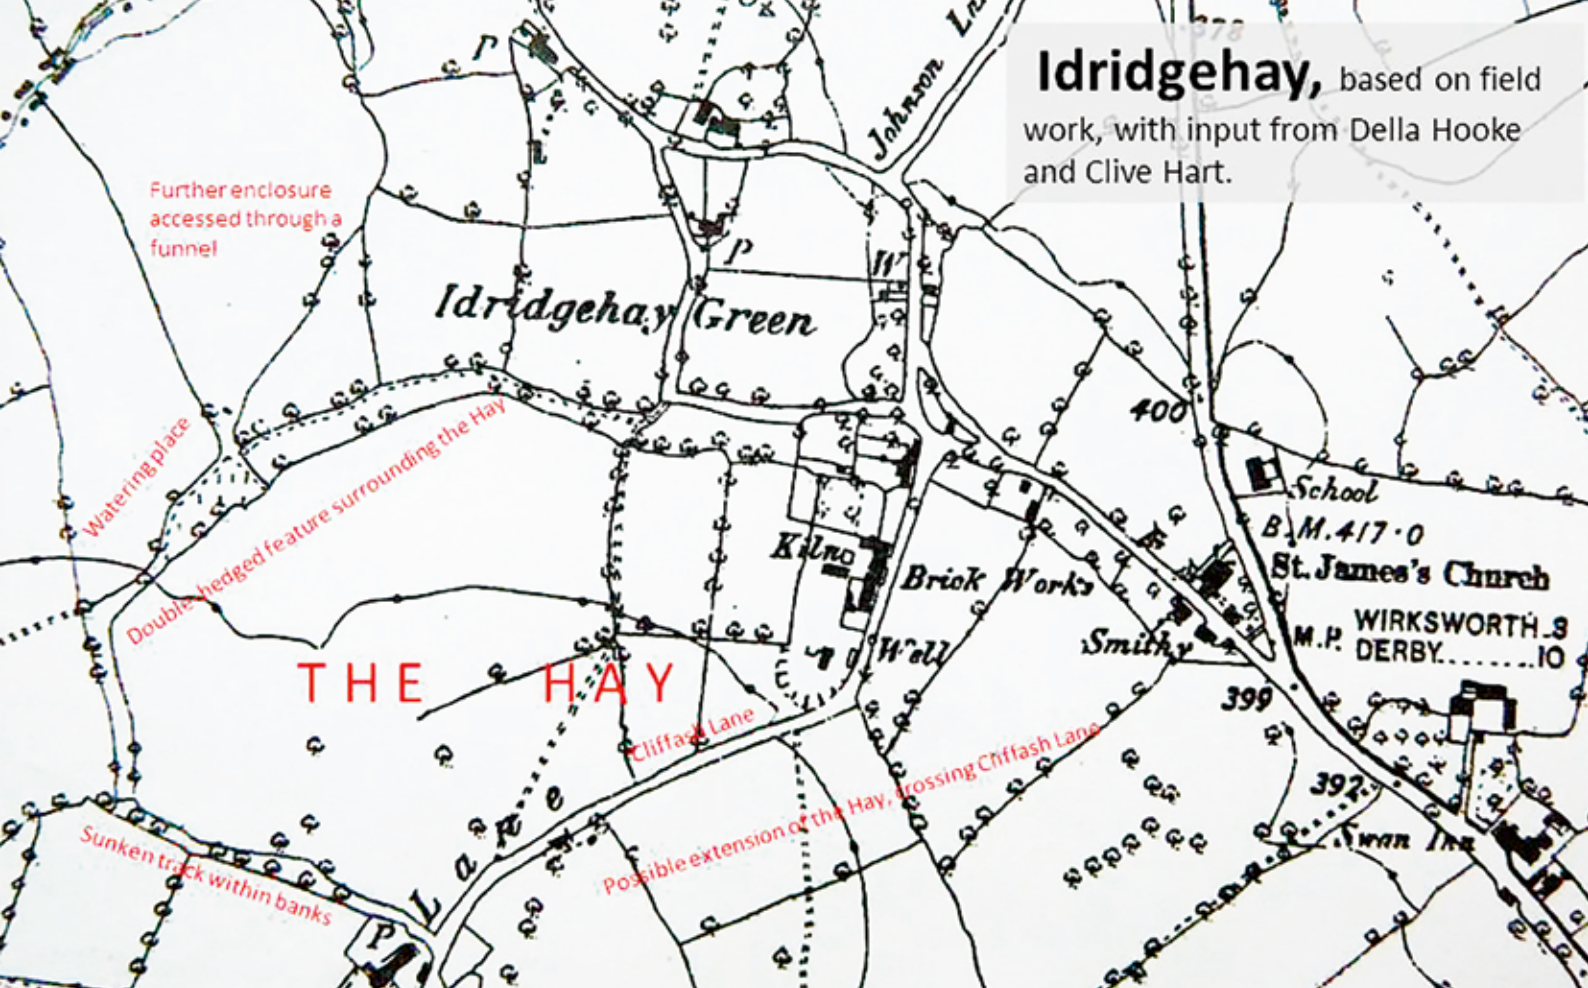 Idridgehay, based on field
work, with input from Della Hooke
and Clive Hart.
378
Johnson
P
Further enclosure
accessed through a
funnel
P
W
Idridgehay Green
400
Watering place
Double-hedged feature surrounding the Hay
School
B.M.417·0
St. James's Church
Kiln
Brick Works
WIRKSWORTH.8
M.P.
DERBY........10
Smithy
Well
THE HAY
399
Cliffash Lane
392
Possible extension of the Hay, crossing Cliffash Lane
Swan Inn
Sunken track within banks
Lane
P